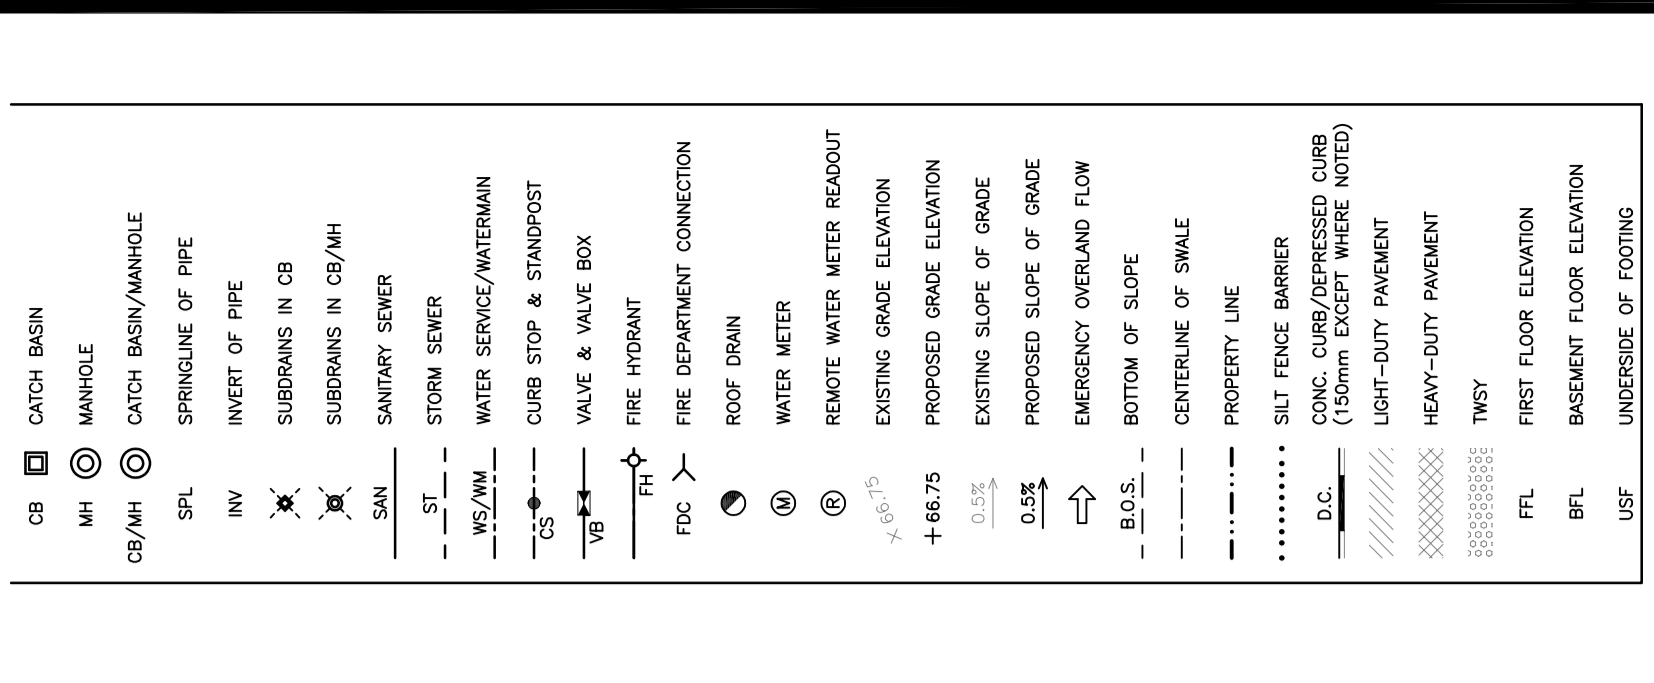 CB CATCH BASIN
MH MANHOLE
CB/MH CATCH BASIN/MANHOLE
SPL SPRINGLINE OF PIPE
INV INVERT OF PIPE
SUBDRAINS IN CB
SUBDRAINS IN CB/MH
SAN SANITARY SEWER
ST STORM SEWER
WS/WM WATER SERVICE/WATERMAIN
CS CURB STOP & STANDPOST
VB VALVE & VALVE BOX
FH FIRE HYDRANT
FDC FIRE DEPARTMENT CONNECTION
ROOF DRAIN
M WATER METER
R REMOTE WATER METER READOUT
× 66.75 EXISTING GRADE ELEVATION
+ 66.75 PROPOSED GRADE ELEVATION
0.5% EXISTING SLOPE OF GRADE
0.5% PROPOSED SLOPE OF GRADE
EMERGENCY OVERLAND FLOW
B.O.S. BOTTOM OF SLOPE
CENTERLINE OF SWALE
PROPERTY LINE
SILT FENCE BARRIER
D.C. CONC. CURB/DEPRESSED CURB
(150mm EXCEPT WHERE NOTED)
LIGHT-DUTY PAVEMENT
HEAVY-DUTY PAVEMENT
TWSY
FFL FIRST FLOOR ELEVATION
BFL BASEMENT FLOOR ELEVATION
USF UNDERSIDE OF FOOTING